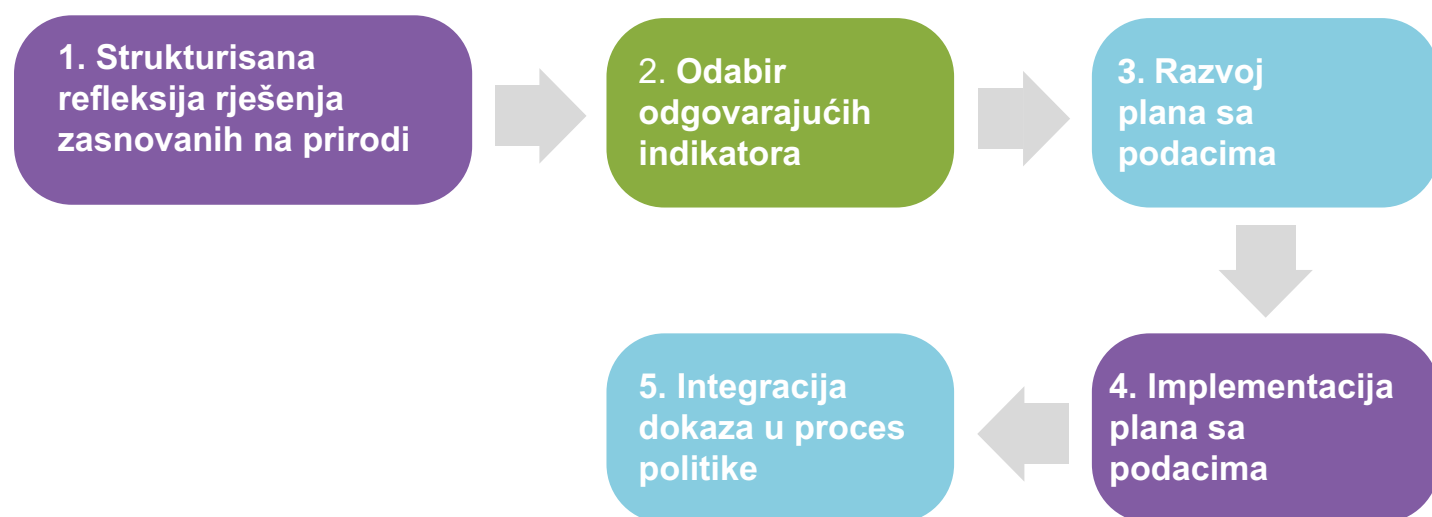 1. Strukturisana
refleksija rješenja
zasnovanih na prirodi
2. Odabir
odgovarajućih
indikatora
3. Razvoj
plana sa
podacima
4. Implementacija
plana sa
podacima
5. Integracija
dokaza u proces
politike